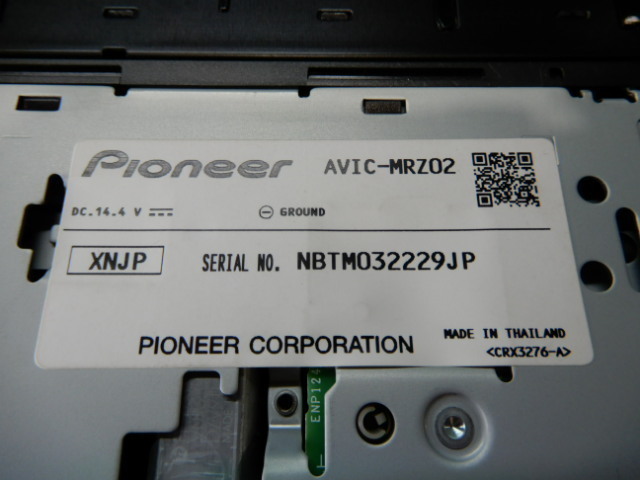 Pioneer AVIC-MRZ02
DC.14.4 V ⎓ ⊖ GROUND
XNJP SERIAL NO. NBTM032229JP
PIONEER CORPORATION MADE IN THAILAND
<CRX3276-A>
ENP124